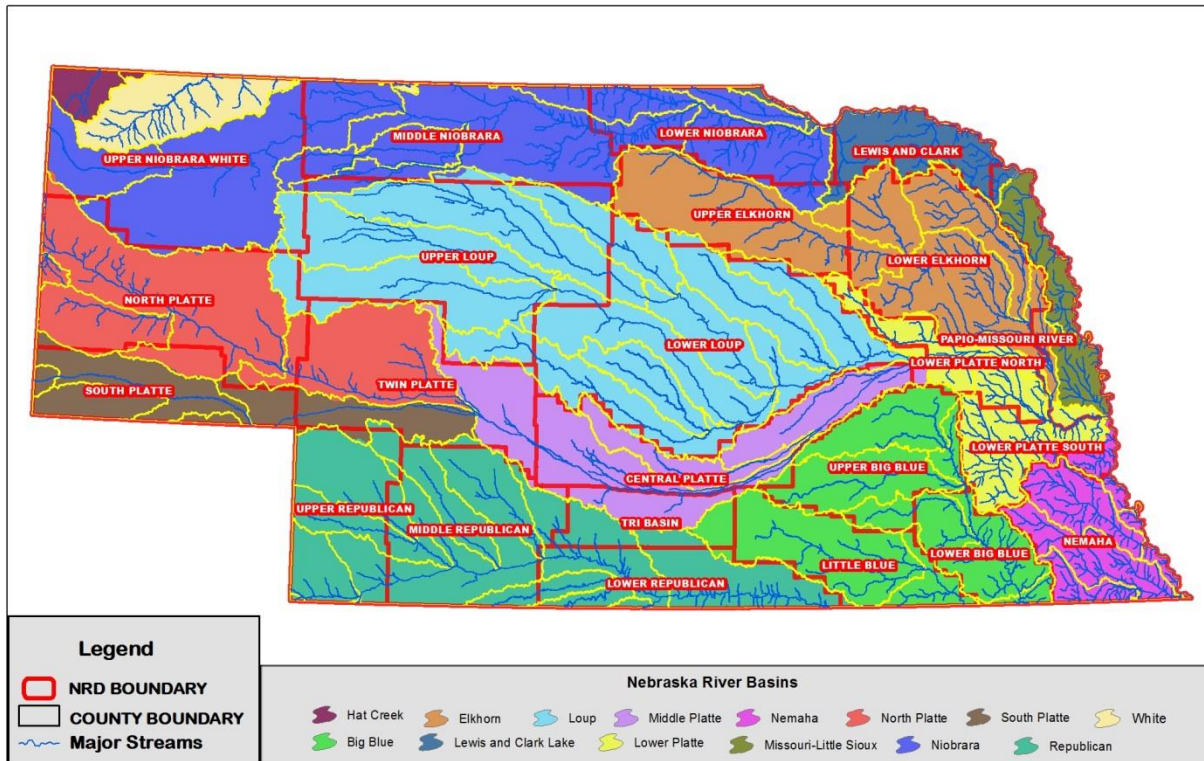 UPPER NIOBRARA WHITE
MIDDLE NIOBRARA
LOWER NIOBRARA
LEWIS AND CLARK
UPPER ELKHORN
LOWER ELKHORN
UPPER LOUP
NORTH PLATTE
LOWER LOUP
PAPIO-MISSOURI RIVER
LOWER PLATTE NORTH
SOUTH PLATTE
TWIN PLATTE
LOWER PLATTE SOUTH
UPPER BIG BLUE
CENTRAL PLATTE
UPPER REPUBLICAN
MIDDLE REPUBLICAN
TRI BASIN
NEMAHA
LOWER BIG BLUE
LITTLE BLUE
LOWER REPUBLICAN
Legend
NRD BOUNDARY
COUNTY BOUNDARY
Major Streams
Nebraska River Basins
Hat Creek Elkhorn Loup Middle Platte Nemaha North Platte South Platte White
Big Blue Lewis and Clark Lake Lower Platte Missouri-Little Sioux Niobrara Republican